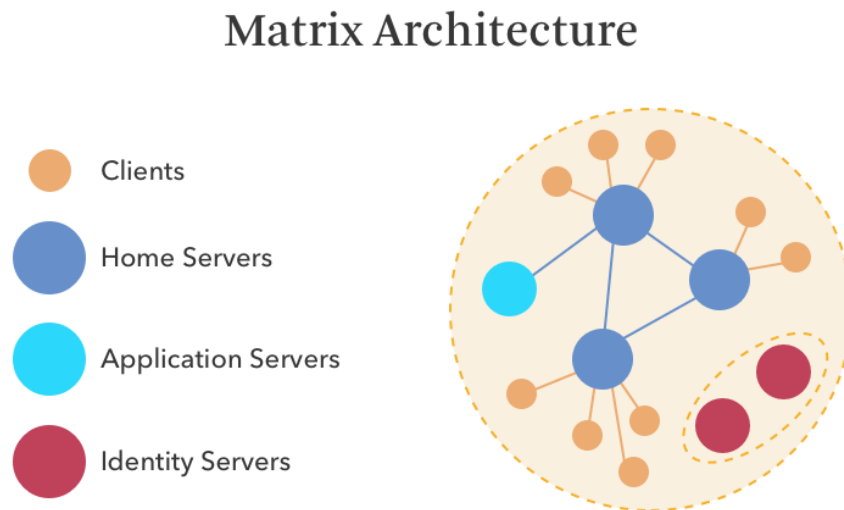 Matrix Architecture
Clients
Home Servers
Application Servers
Identity Servers